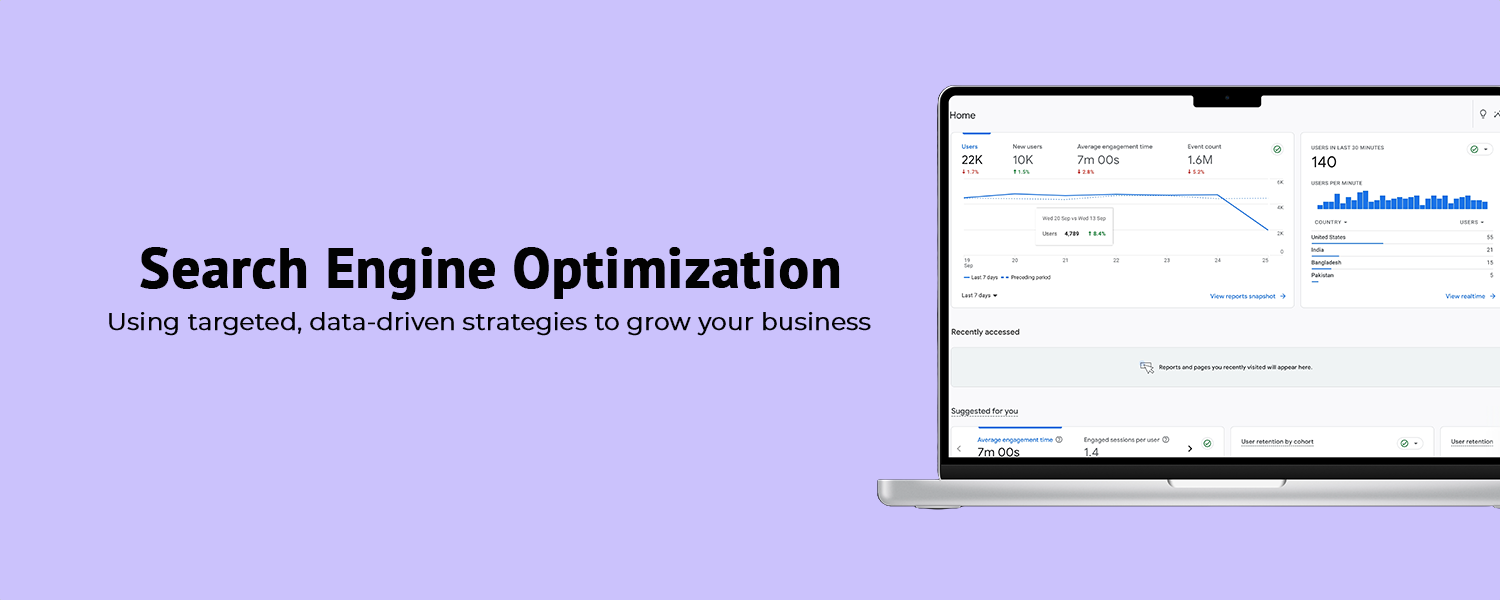 Search Engine Optimization
Using targeted, data-driven strategies to grow your business
Home
Users
22K
↓ 1.7%
New users
10K
↑ 1.5%
Average engagement time
7m 00s
↓ 2.8%
Event count
1.6M
↓ 5.2%
6K
4K
2K
0
Wed 20 Sep vs Wed 13 Sep
Users 4,789 ↑ 8.4%
19 20 21 22 23 24 25
Sep
Last 7 days Preceding period
Last 7 days
View reports snapshot →
USERS IN LAST 30 MINUTES
140
USERS PER MINUTE
COUNTRY USERS
United States 55
India 21
Bangladesh 15
Pakistan 5
View realtime →
Recently accessed
Reports and pages you recently visited will appear here.
Suggested for you
Average engagement time
7m 00s
Engaged sessions per user
1.4
User retention by cohort
User retention